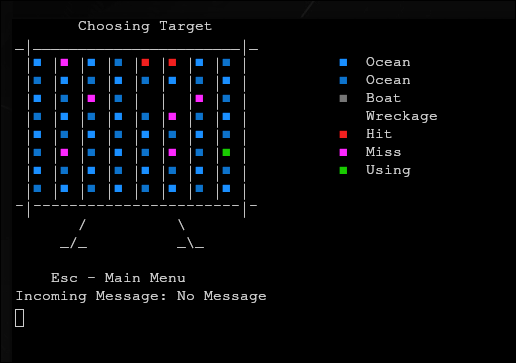 Choosing Target
Ocean
Ocean
Boat
Wreckage
Hit
Miss
Using
Esc - Main Menu
Incoming Message: No Message